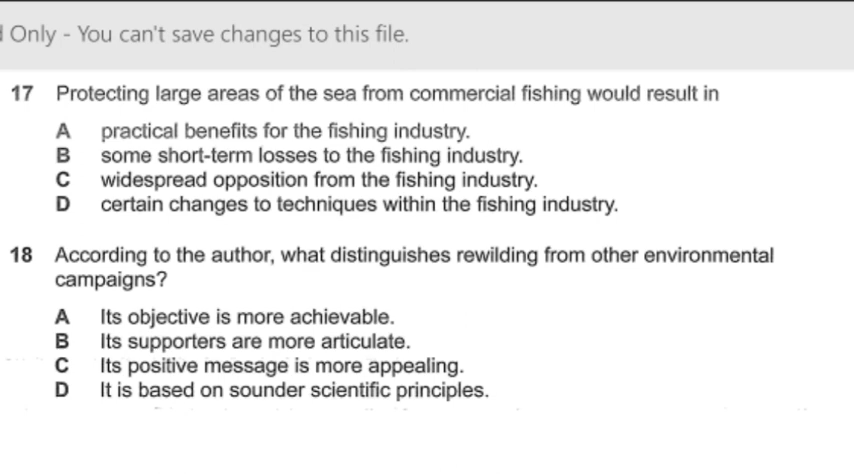 Only - You can't save changes to this file.
17 Protecting large areas of the sea from commercial fishing would result in
A practical benefits for the fishing industry.
B some short-term losses to the fishing industry.
C widespread opposition from the fishing industry.
D certain changes to techniques within the fishing industry.
18 According to the author, what distinguishes rewilding from other environmental
campaigns?
A Its objective is more achievable.
B Its supporters are more articulate.
C Its positive message is more appealing.
D It is based on sounder scientific principles.